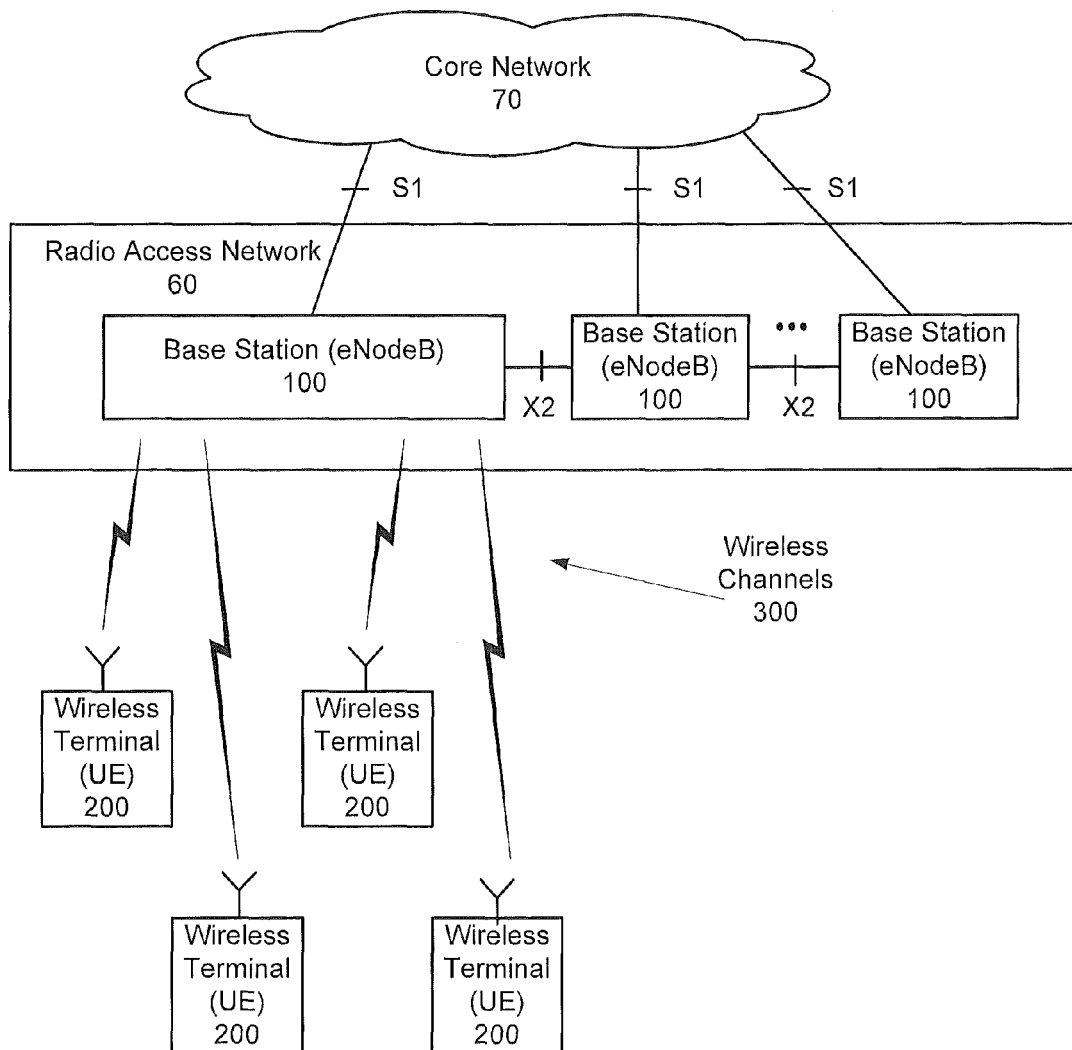 Core Network
70
S1
S1
S1
Radio Access Network
60
Base Station (eNodeB)
100
X2
Base Station
(eNodeB)
100
•••
X2
Base Station
(eNodeB)
100
Wireless
Channels
300
Wireless
Terminal
(UE)
200
Wireless
Terminal
(UE)
200
Wireless
Terminal
(UE)
200
Wireless
Terminal
(UE)
200